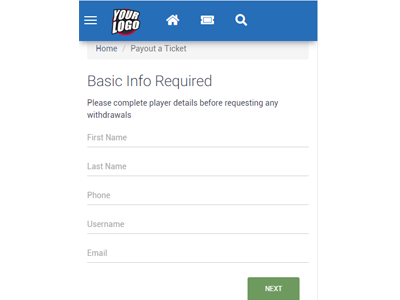 YOUR
LOGO
Home / Payout a Ticket
Basic Info Required
Please complete player details before requesting any
withdrawals
First Name
Last Name
Phone
Username
Email
NEXT